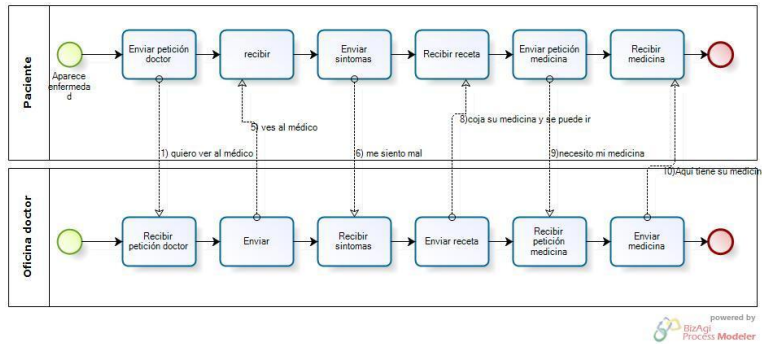 Paciente
Aparece
enfermeda
d
Enviar petición
doctor
recibir
Enviar
sintomas
Recibir receta
Enviar petición
medicina
Recibir
medicina
1) quiero ver al médico
5) ves al médico
6) me siento mal
8)coja su medicina y se puede ir
9)necesito mi medicina
10)Aquí tiene su medicin
Oficina doctor
Recibir
petición doctor
Enviar
Recibir
sintomas
Enviar receta
Recibir
petición
medicina
Enviar
medicina
powered by
BizAgi
Process Modeler